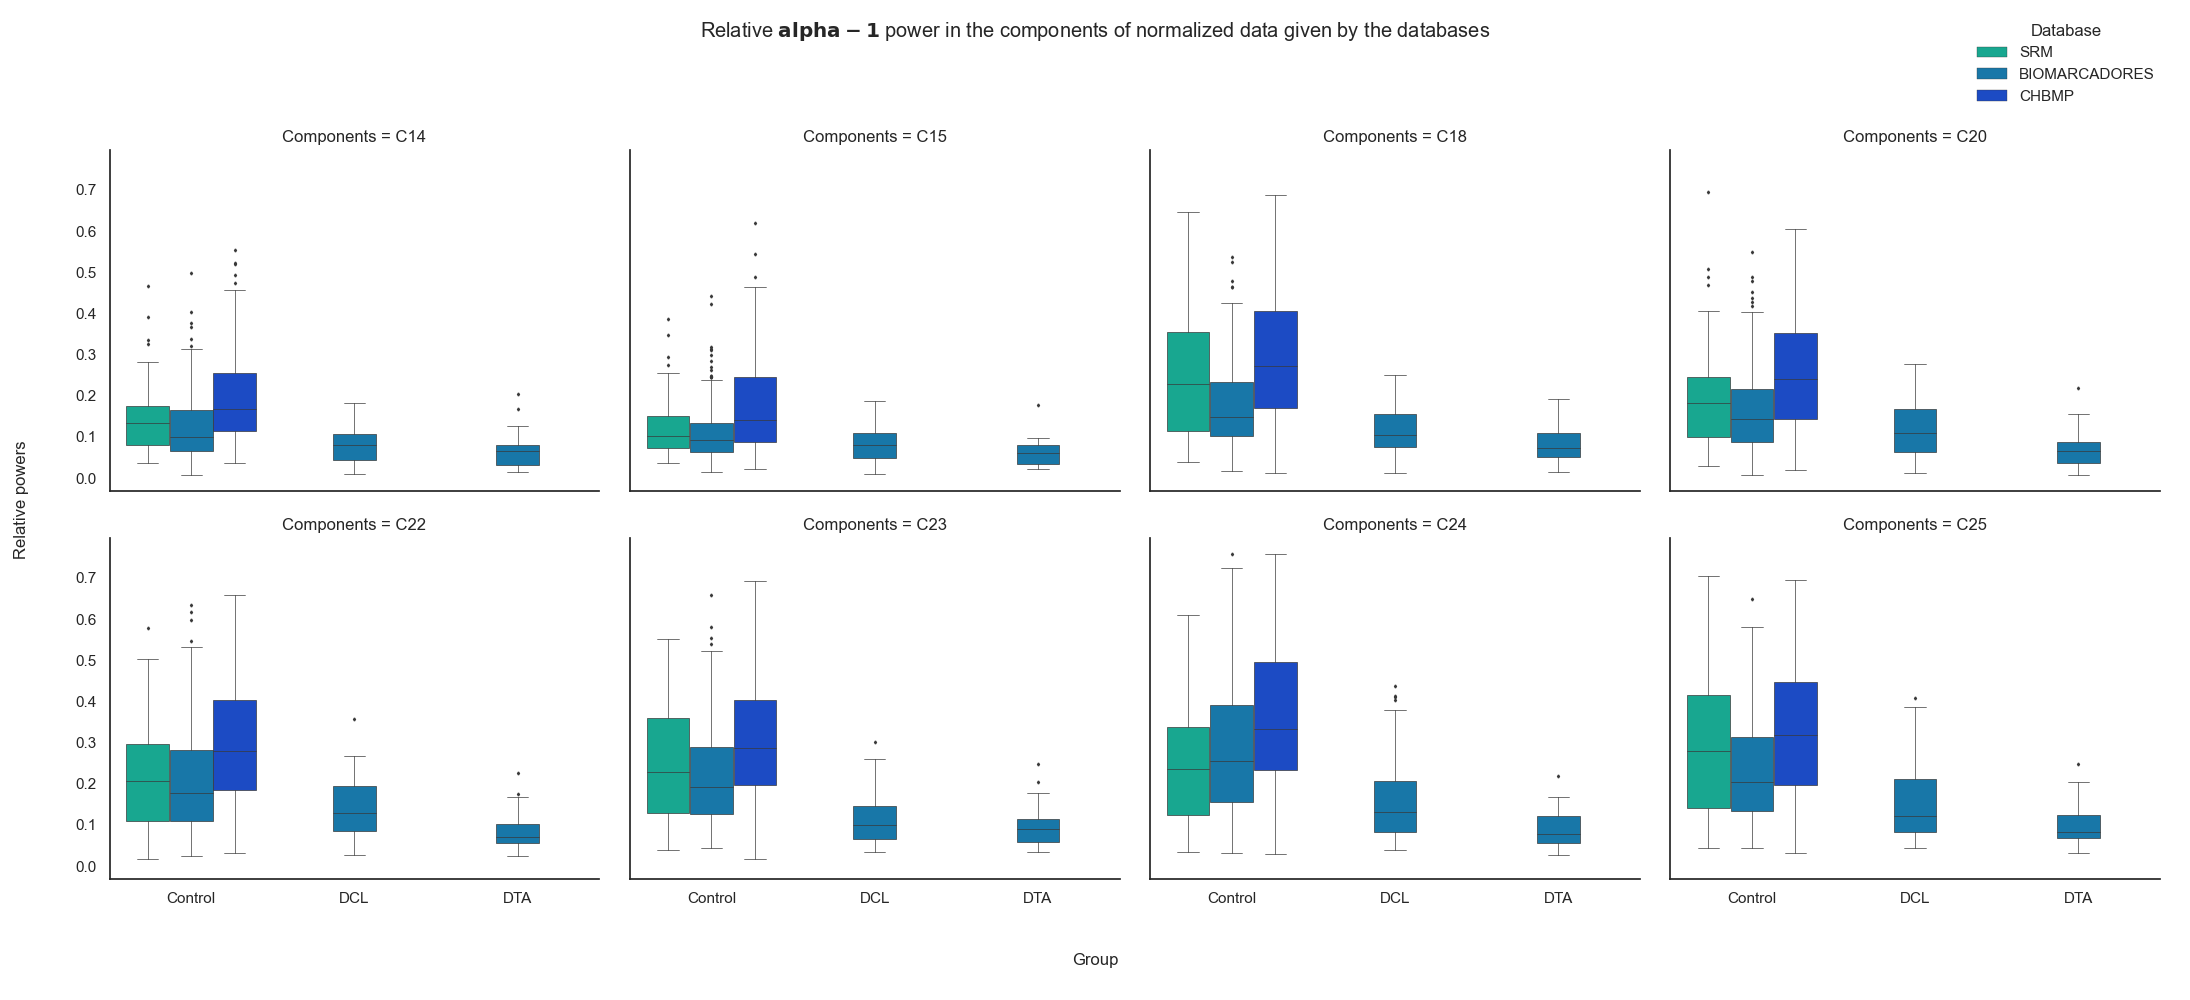 Relative alpha − 1 power in the components of normalized data given by the databases
Database
SRM
BIOMARCADORES
CHBMP
Components = C14
Components = C15
Components = C18
Components = C20
0.7
0.6
0.5
0.4
0.3
0.2
0.1
0.0
Relative powers
Components = C22
Components = C23
Components = C24
Components = C25
0.7
0.6
0.5
0.4
0.3
0.2
0.1
0.0
Control DCL DTA
Control DCL DTA
Control DCL DTA
Control DCL DTA
Group